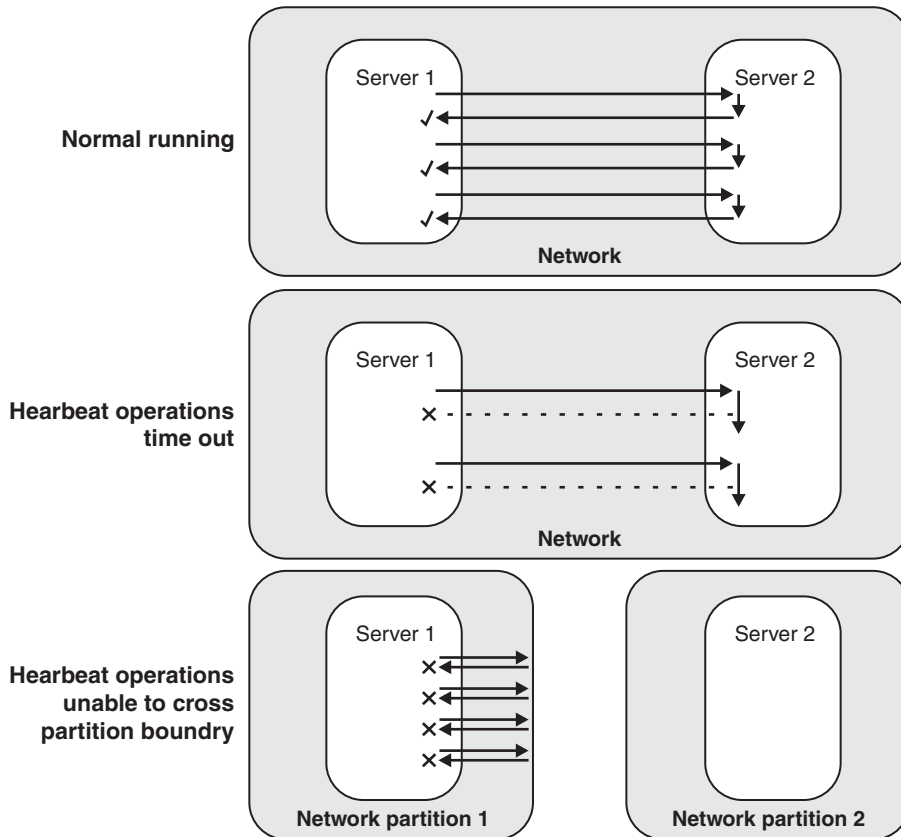 Server 1
Server 2
Normal running
Network
Server 1
Server 2
Hearbeat operations
time out
Network
Server 1
Server 2
Hearbeat operations
unable to cross
partition boundry
Network partition 1
Network partition 2